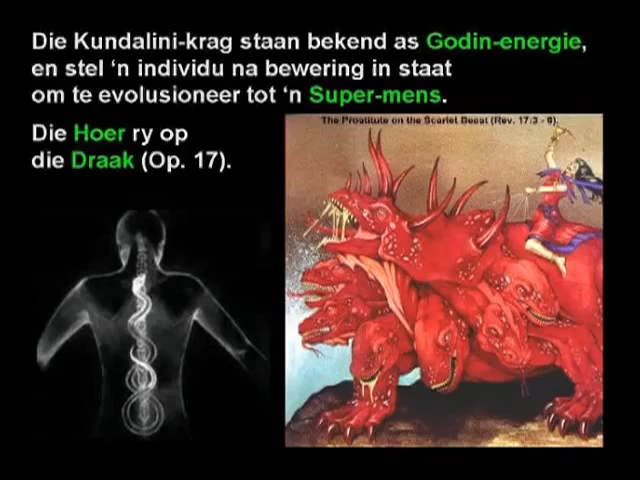 Die Kundalini-krag staan bekend as Godin-energie,
en stel ‘n individu na bewering in staat
om te evolusioneer tot ‘n Super-mens.
Die Hoer ry op
die Draak (Op. 17).
The Prostitute on the Scarlet Beast (Rev. 17:3 - 6).